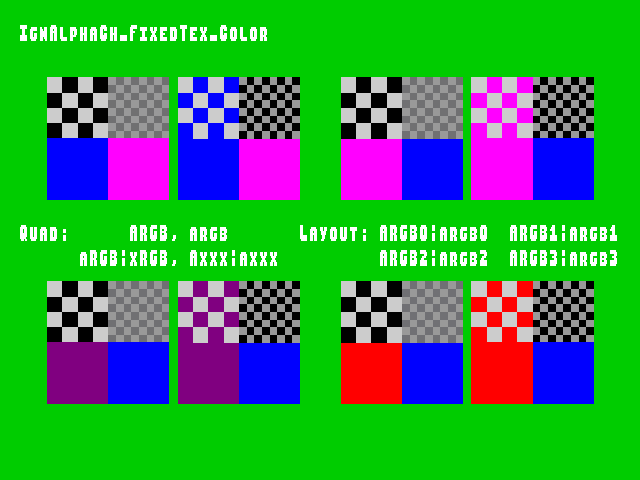 IgnAlphaCh_FixedTex_Color
Quad: ARGB, argb Layout: ARGB0|argb0 ARGB1|argb1
aRGB|xRGB, Axxx|axxx ARGB2|argb2 ARGB3|argb3